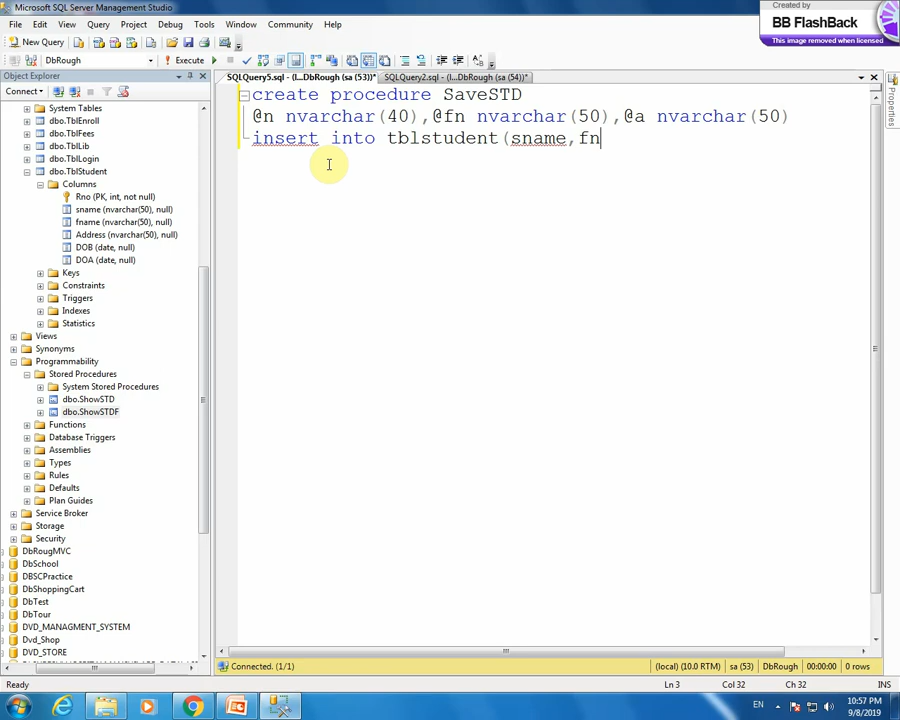 Microsoft SQL Server Management Studio
Created by
BB FlashBack
This image removed when licensed
File Edit View Query Project Debug Tools Window Community Help
New Query
DbRough
Execute
Object Explorer
SQLQuery5.sql - (l...DbRough (sa (53))* SQLQuery2.sql - (l...DbRough (sa (54))*
Connect
System Tables
dbo.TblEnroll
dbo.TblFees
dbo.TblLib
dbo.TblLogin
dbo.TblStudent
Columns
Rno (PK, int, not null)
sname (nvarchar(50), null)
fname (nvarchar(50), null)
Address (nvarchar(50), null)
DOB (date, null)
DOA (date, null)
Keys
Constraints
Triggers
Indexes
Statistics
Views
Synonyms
Programmability
Stored Procedures
System Stored Procedures
dbo.ShowSTD
dbo.ShowSTDF
Functions
Database Triggers
Assemblies
Types
Rules
Defaults
Plan Guides
Service Broker
Storage
Security
DbRougMVC
DbSchool
DBSCPractice
DbShoppingCart
DbTest
DbTour
DVD_MANAGMENT_SYSTEM
Dvd_Shop
DVD_STORE
create procedure SaveSTD
@n nvarchar(40),@fn nvarchar(50),@a nvarchar(50)
insert into tblstudent(sname,fn
Properties
Connected. (1/1) (local) (10.0 RTM) sa (53) DbRough 00:00:00 0 rows
Ready Ln 3 Col 32 Ch 32 INS
EN 10:57 PM
9/8/2019